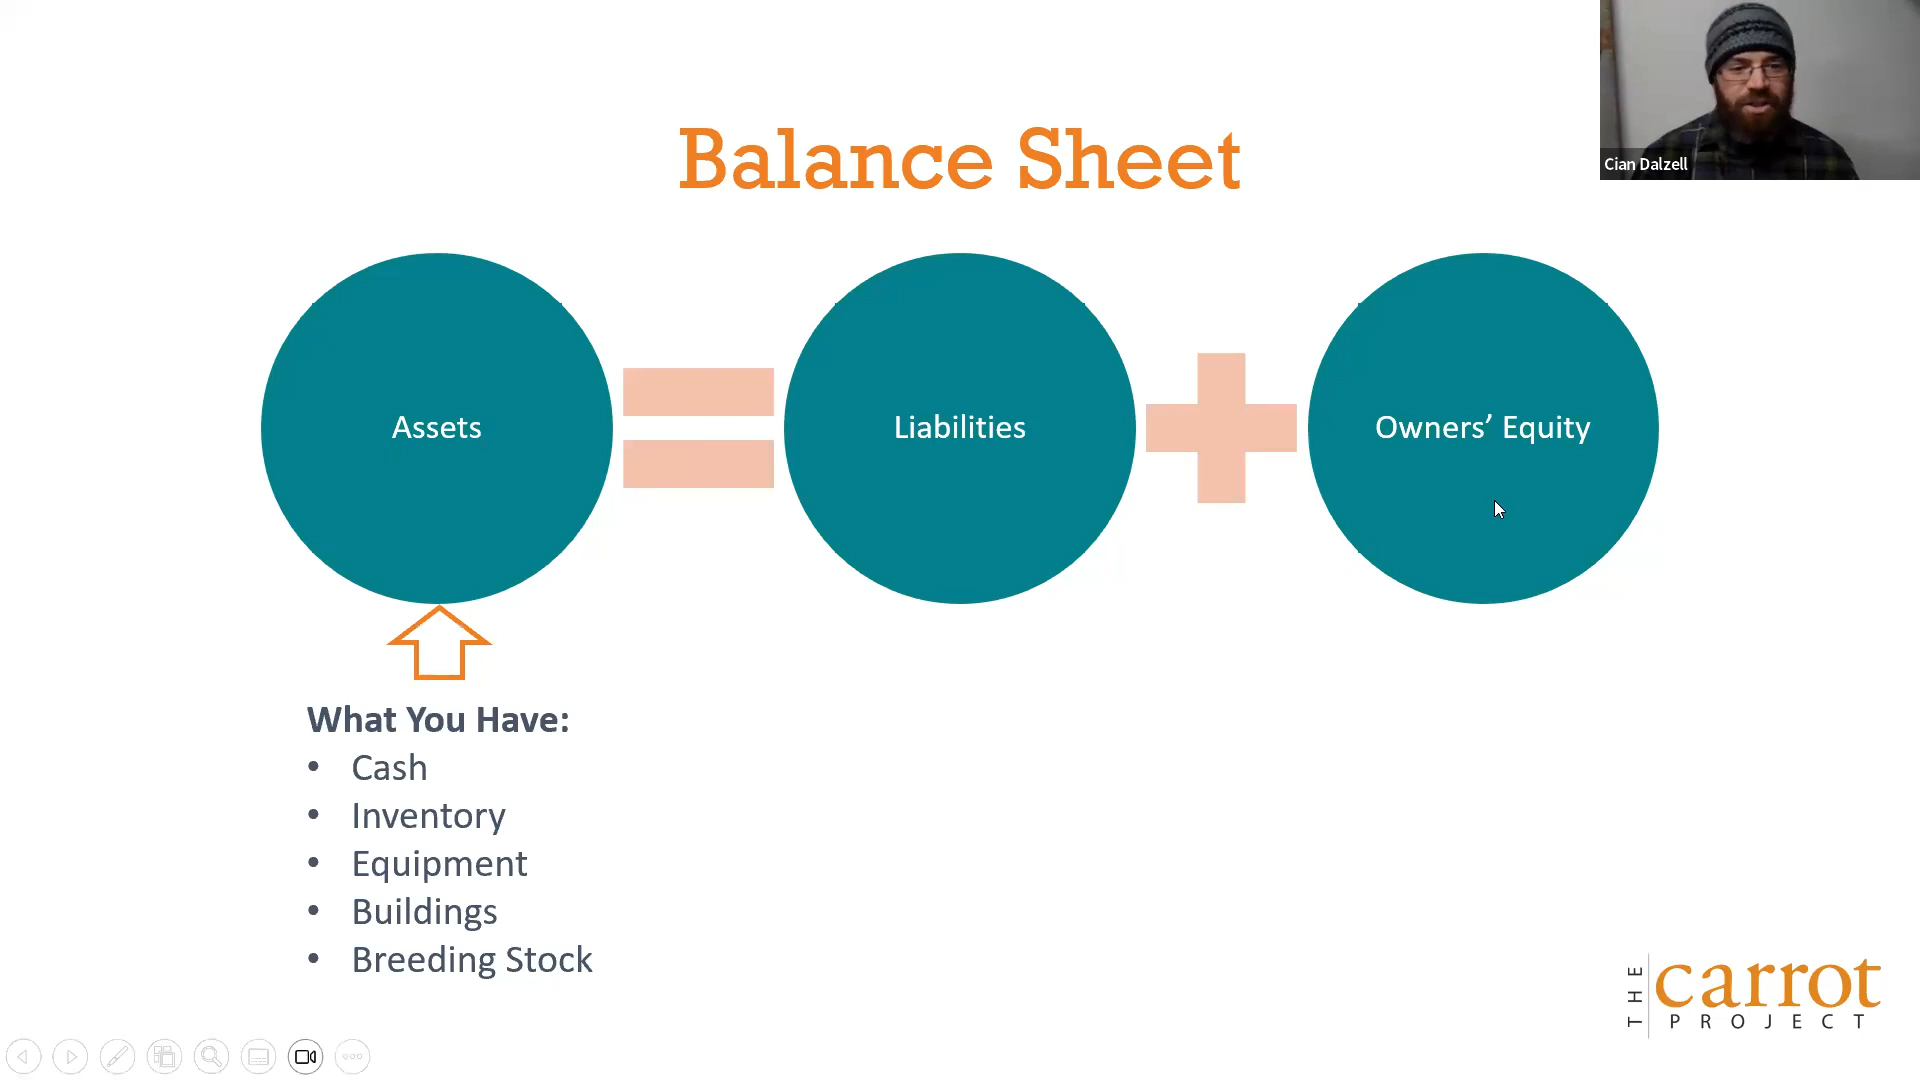 Balance Sheet
Cian Dalzell
Assets
Liabilities
Owners’ Equity
What You Have:
• Cash
• Inventory
• Equipment
• Buildings
• Breeding Stock
THE
carrot
PROJECT